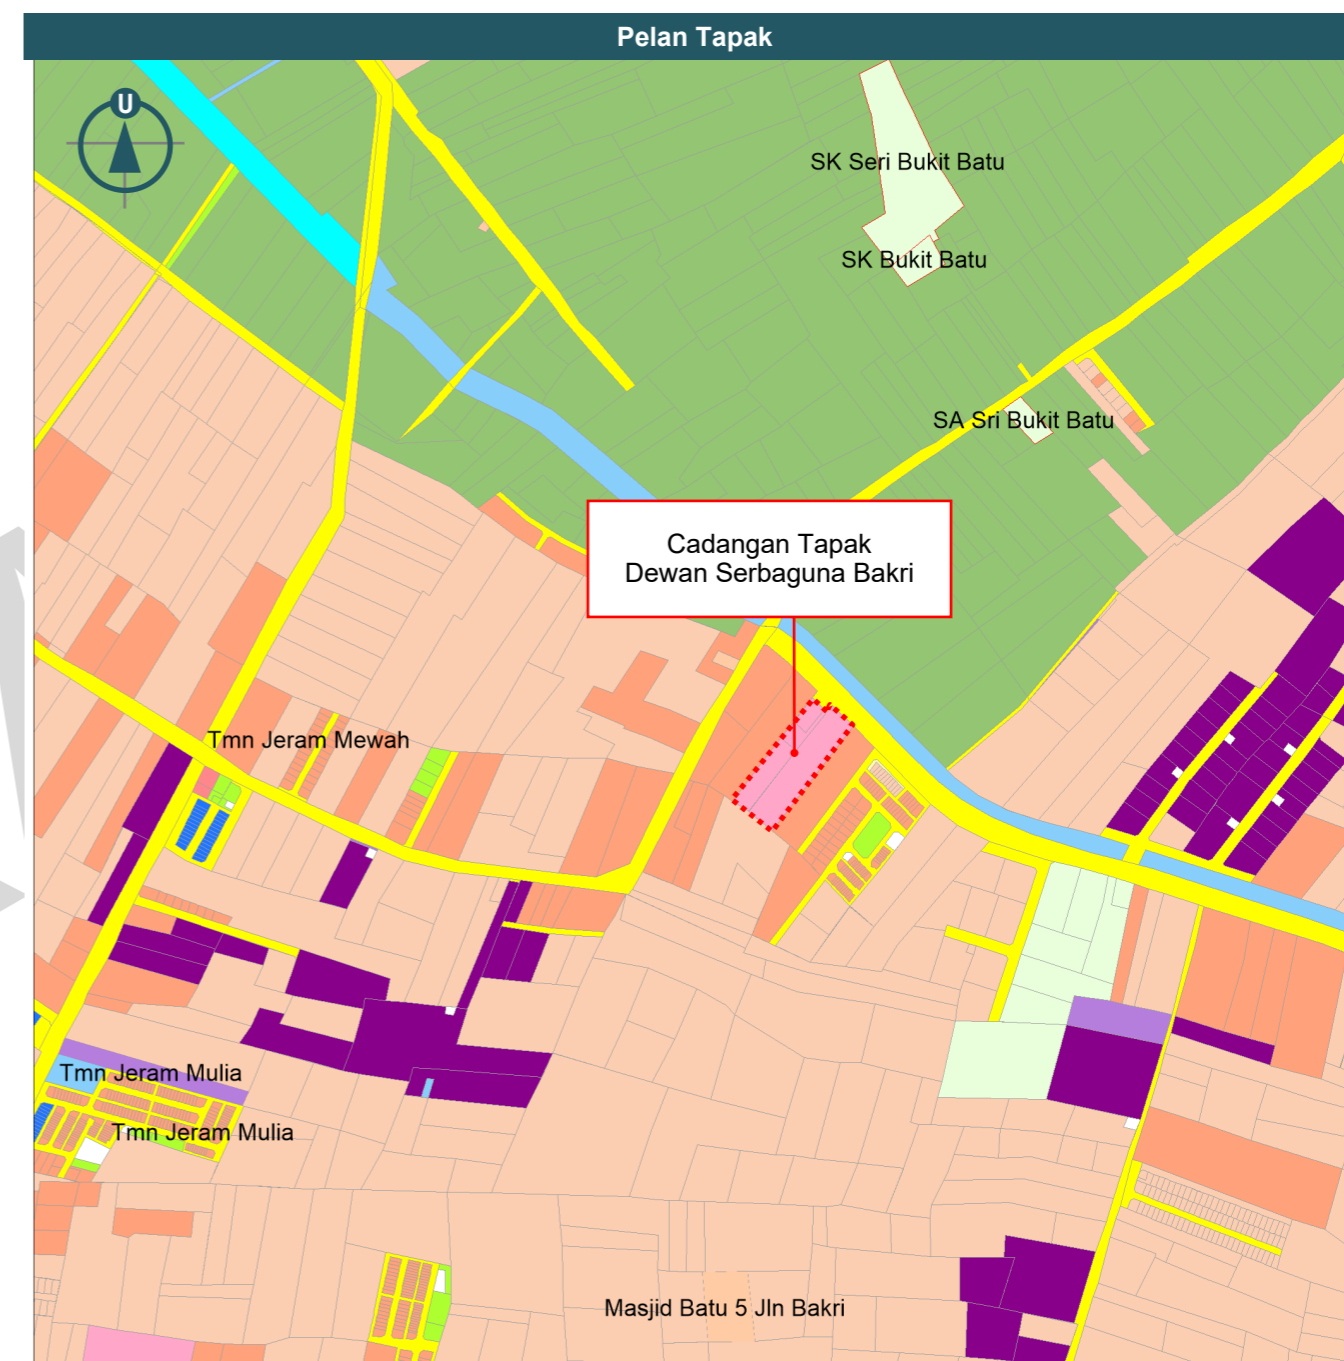 Pelan Tapak
U
SK Seri Bukit Batu
SK Bukit Batu
SA Sri Bukit Batu
Cadangan Tapak
Dewan Serbaguna Bakri
Tmn Jeram Mewah
Tmn Jeram Mulia
Tmn Jeram Mulia
Masjid Batu 5 Jln Bakri